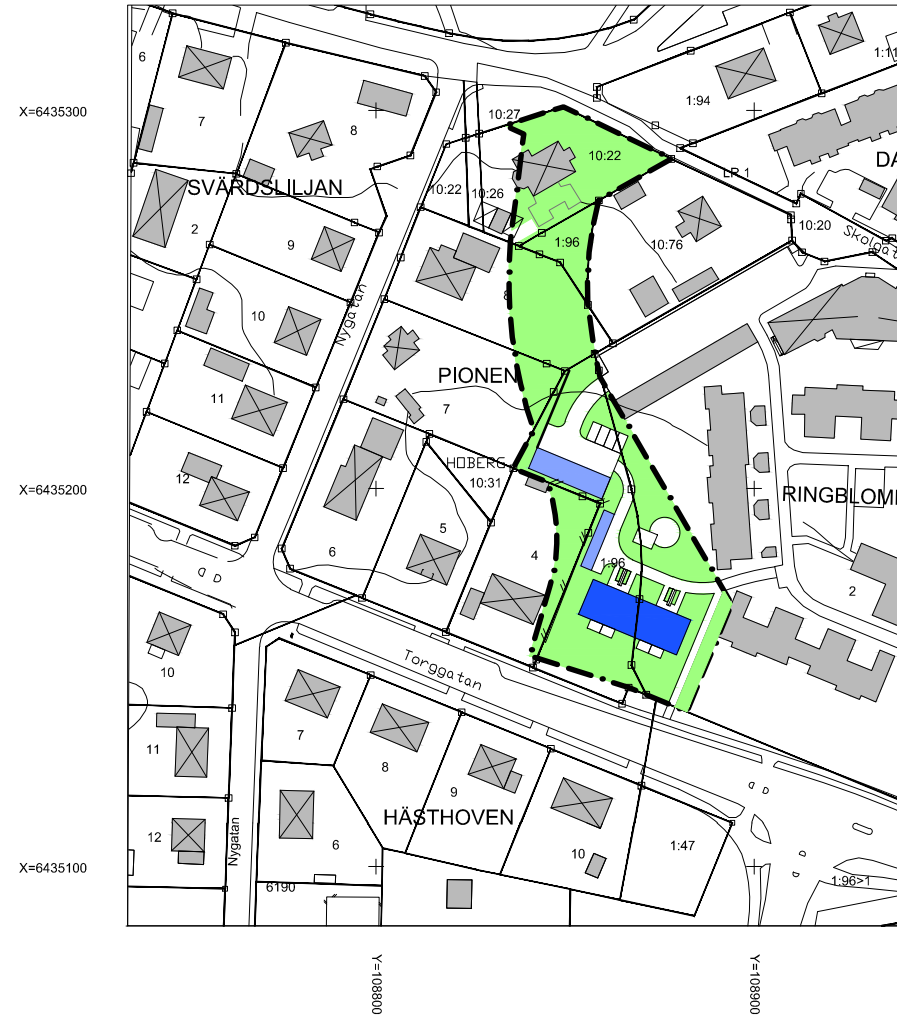 6
1:11
X=6435300
7
8
1:94
10:27
10:22
LP 1
DA
SVÄRDSLILJAN
10:22
10:26
2
9
1:96
10:76
10:20
Skolgat
10
Nygatan
8
PIONEN
11
7
HOBERG
10:31
12
X=6435200
RINGBLOMM
5
4
6
1:96
2
10
Torggatan
7
11
8
9
HÄSTHOVEN
12
Nygatan
6
10
1:47
X=6435100
6190
1:96>1
Y=108000
Y=108900